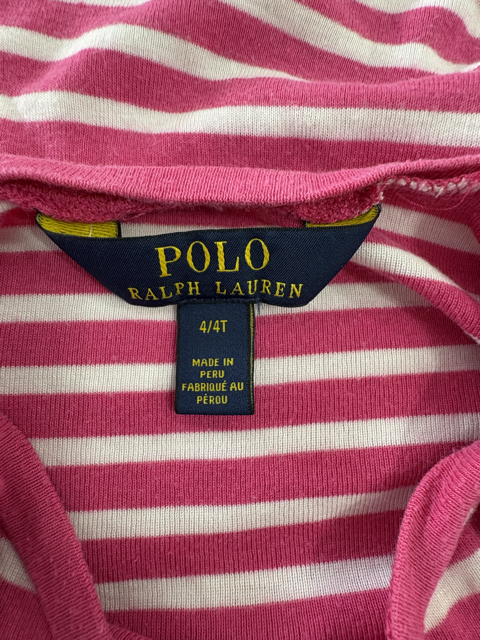 POLO
RALPH LAUREN
4/4T
MADE IN
PERU
FABRIQUÉ AU
PÉROU